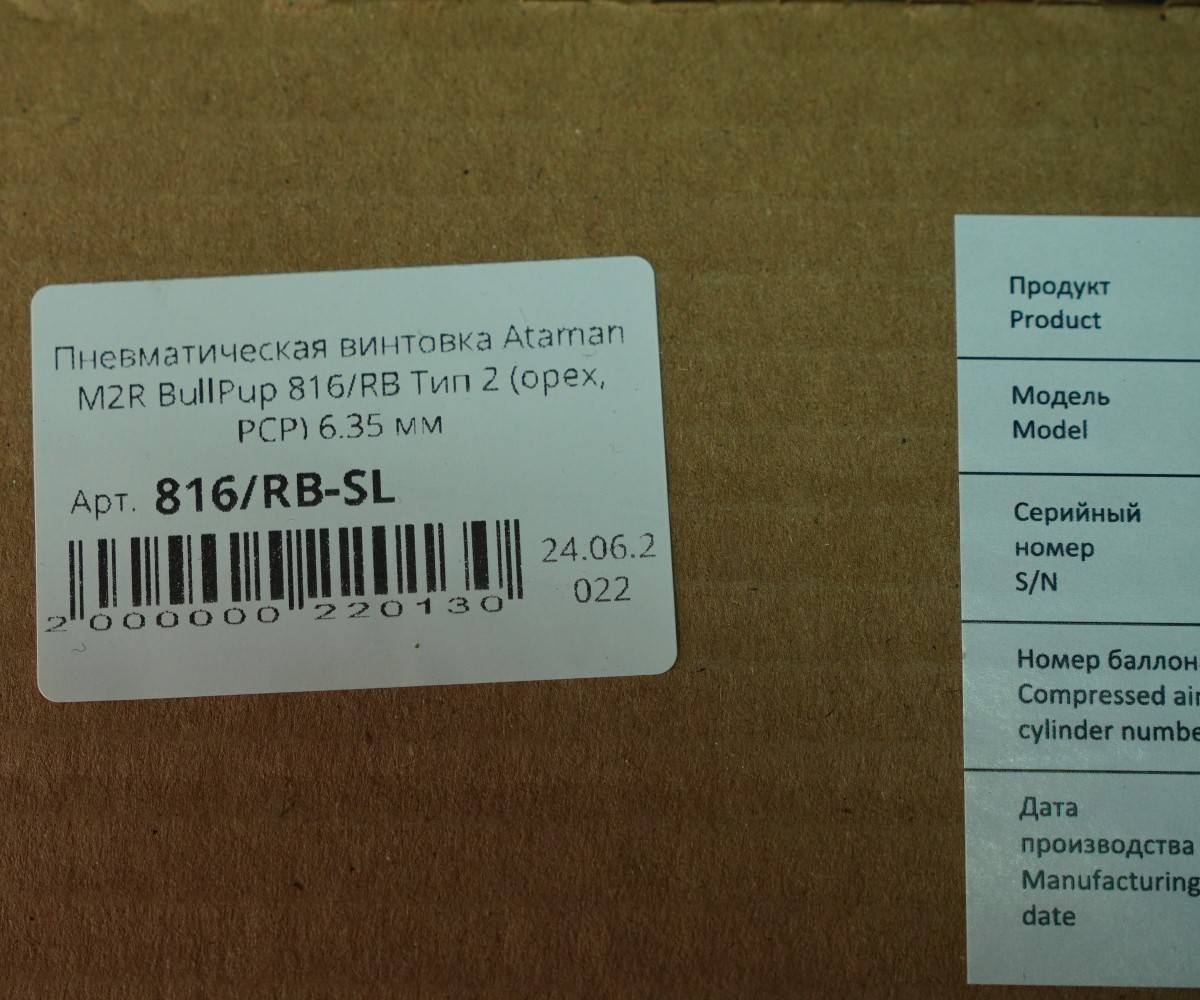 Пневматическая винтовка Ataman
M2R BullPup 816/RB Тип 2 (орех,
PCP) 6.35 мм
Арт. 816/RB-SL
24.06.2
022
2 000000 220130
Продукт
Product
Модель
Model
Серийный
номер
S/N
Номер баллон
Compressed air
cylinder numbe
Дата
производства
Manufacturing
date